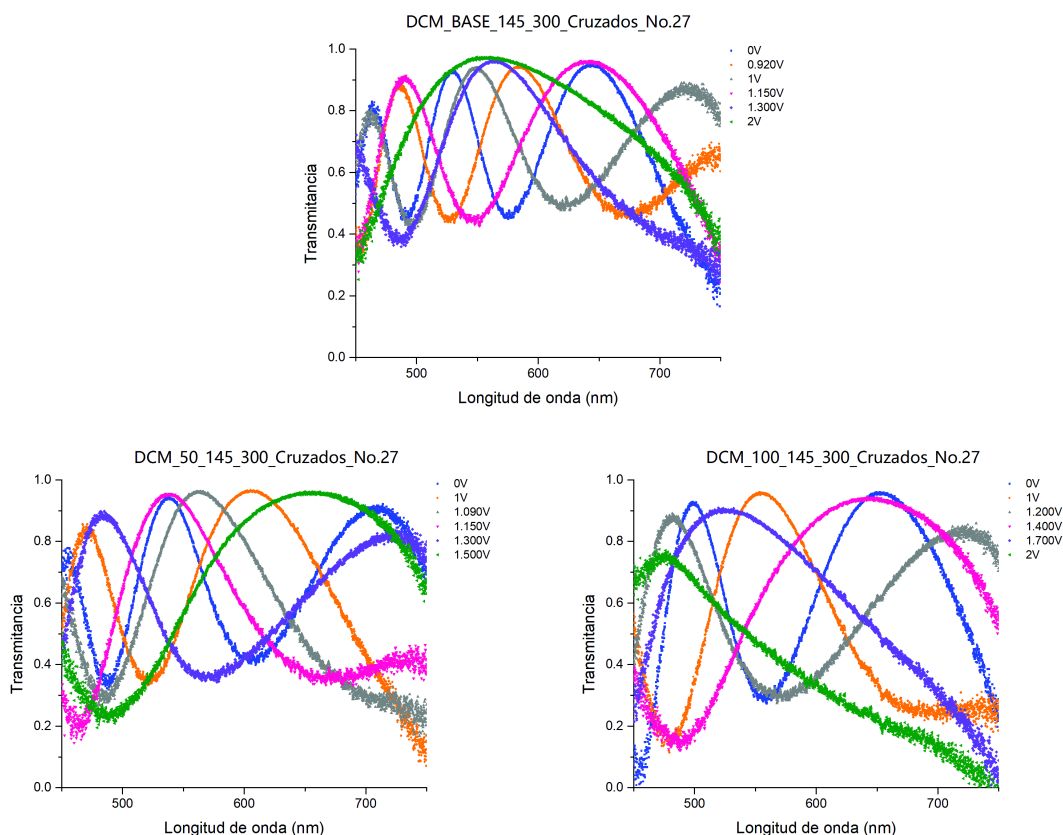 DCM_BASE_145_300_Cruzados_No.27
0V
0.920V
1V
1.150V
1.300V
2V
1.0
0.8
0.6
0.4
0.2
0.0
Transmitancia
500
600
700
Longitud de onda (nm)
DCM_50_145_300_Cruzados_No.27
0V
1V
1.090V
1.150V
1.300V
1.500V
1.0
0.8
0.6
0.4
0.2
0.0
Transmitancia
500
600
700
Longitud de onda (nm)
DCM_100_145_300_Cruzados_No.27
0V
1V
1.200V
1.400V
1.700V
2V
1.0
0.8
0.6
0.4
0.2
0.0
Transmitancia
500
600
700
Longitud de onda (nm)